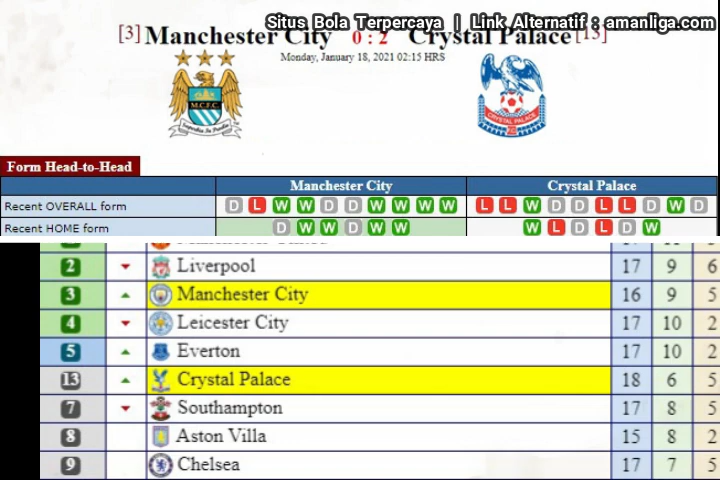 Situs Bola Terpercaya | Link Alternatif : amanliga.com
[3] Manchester City 0 : 2 Crystal Palace [13]
Monday, January 18, 2021 02:15 HRS
M.C.F.C.
CRYSTAL PALACE
Form Head-to-Head
Manchester City Crystal Palace
Recent OVERALL form D L W W D D W W W W L L W D D L L D W D
Recent HOME form D W W D W W W L D L D W
2 Liverpool 17 9 6
3 Manchester City 16 9 5
4 Leicester City 17 10 2
5 Everton 17 10 2
13 Crystal Palace 18 6 5
7 Southampton 17 8 5
8 Aston Villa 15 8 2
9 Chelsea 17 7 5